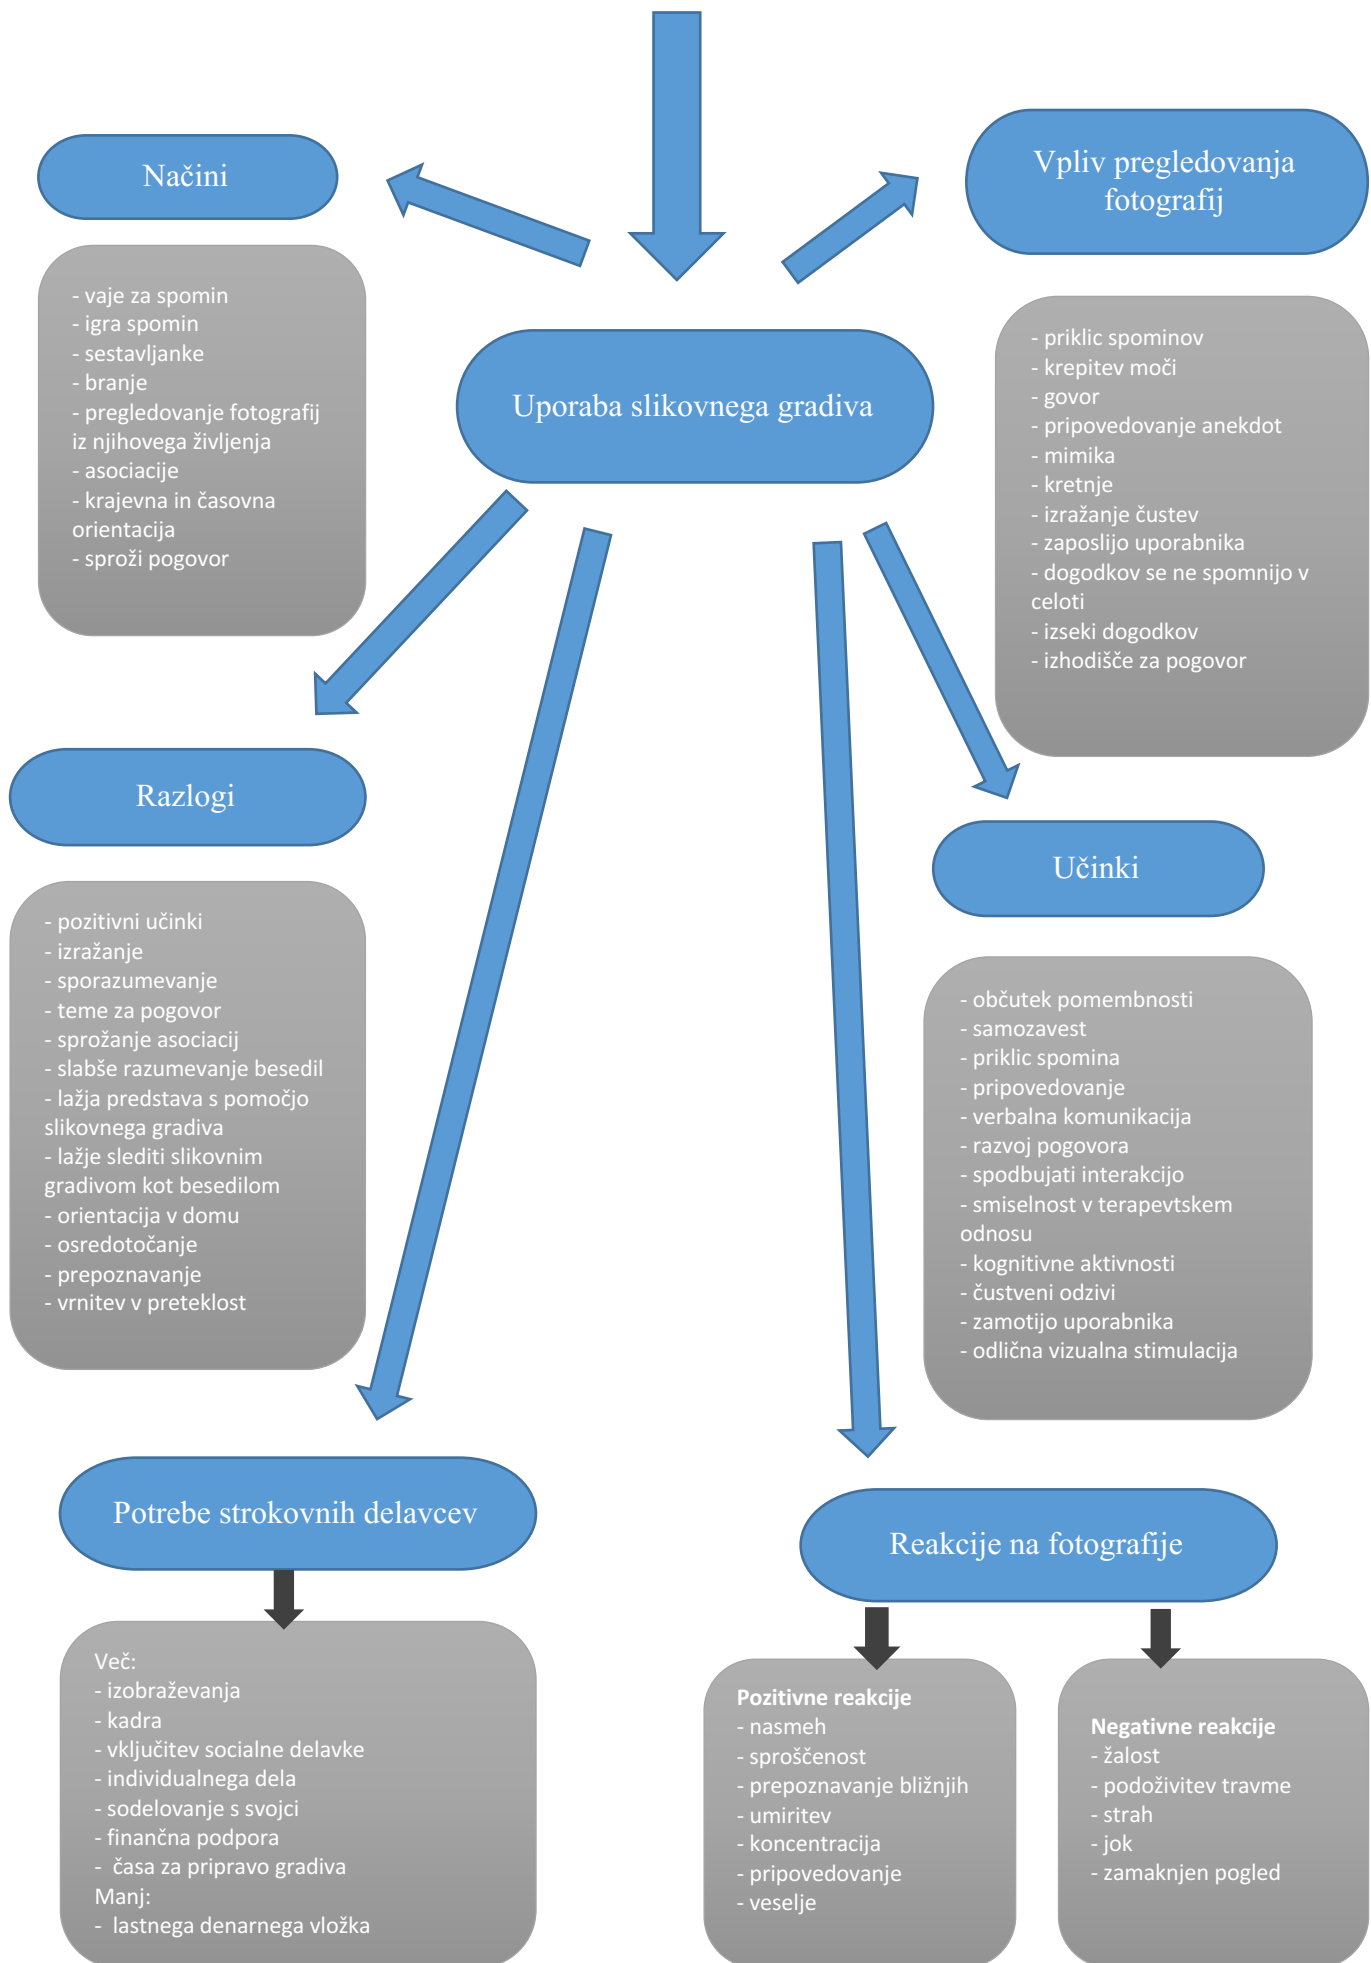 Načini
- vaje za spomin
- igra spomin
- sestavljanke
- branje
- pregledovanje fotografij
iz njihovega življenja
- asociacije
- krajevna in časovna
orientacija
- sproži pogovor
Vpliv pregledovanja
fotografij
- priklic spominov
- krepitev moči
- govor
- pripovedovanje anekdot
- mimika
- kretnje
- izražanje čustev
- zaposlijo uporabnika
- dogodkov se ne spomnijo v
celoti
- izseki dogodkov
- izhodišče za pogovor
Uporaba slikovnega gradiva
Razlogi
- pozitivni učinki
- izražanje
- sporazumevanje
- teme za pogovor
- sprožanje asociacij
- slabše razumevanje besedil
- lažja predstava s pomočjo
slikovnega gradiva
- lažje slediti slikovnim
gradivom kot besedilom
- orientacija v domu
- osredotočanje
- prepoznavanje
- vrnitev v preteklost
Učinki
- občutek pomembnosti
- samozavest
- priklic spomina
- pripovedovanje
- verbalna komunikacija
- razvoj pogovora
- spodbujati interakcijo
- smiselnost v terapevtskem
odnosu
- kognitivne aktivnosti
- čustveni odzivi
- zamotijo uporabnika
- odlična vizualna stimulacija
Potrebe strokovnih delavcev
Več:
- izobraževanja
- kadra
- vključitev socialne delavke
- individualnega dela
- sodelovanje s svojci
- finančna podpora
- časa za pripravo gradiva
Manj:
- lastnega denarnega vložka
Reakcije na fotografije
Pozitivne reakcije
- nasmeh
- sproščenost
- prepoznavanje bližnjih
- umiritev
- koncentracija
- pripovedovanje
- veselje
Negativne reakcije
- žalost
- podoživitev travme
- strah
- jok
- zamaknjen pogled